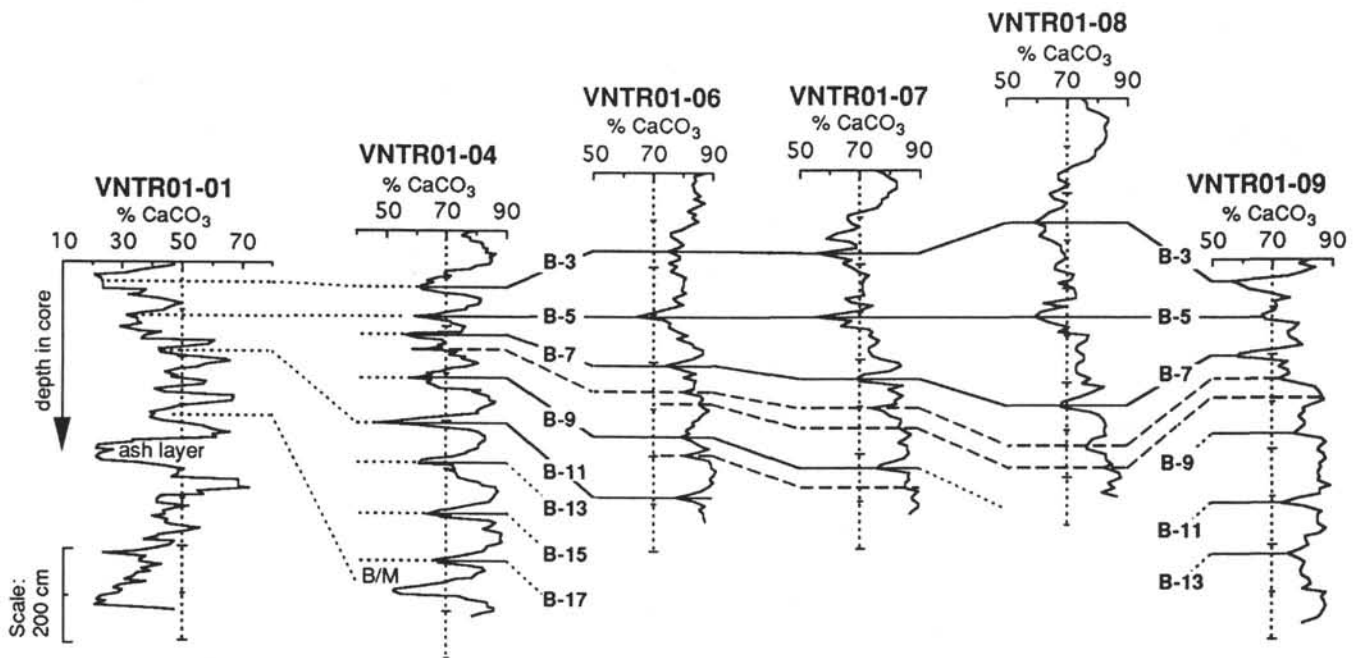 VNTR01-08
% CaCO3
50 70 90
VNTR01-06
% CaCO3
50 70 90
VNTR01-07
% CaCO3
50 70 90
VNTR01-04
% CaCO3
50 70 90
VNTR01-01
% CaCO3
10 30 50 70
VNTR01-09
% CaCO3
50 70 90
depth in core
ash layer
Scale:
200 cm
B/M
B-3
B-5
B-7
B-9
B-11
B-13
B-15
B-17
B-3
B-5
B-7
B-9
B-11
B-13